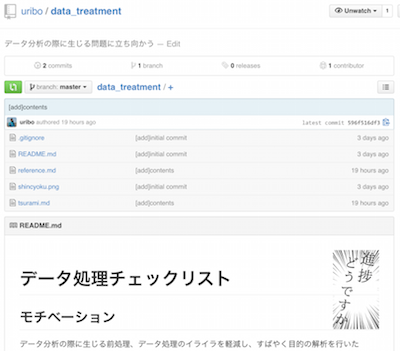 uribo / data_treatment
Unwatch 1
データ分析の際に生じる問題に立ち向かう — Edit
2 commits 1 branch 0 releases 1 contributor
branch: master data_treatment / +
[add]contents
uribo authored 19 hours ago latest commit 596f516df3
.gitignore [add]initial commit 3 days ago
README.md [add]initial commit 3 days ago
reference.md [add]contents 19 hours ago
shincyoku.png [add]initial commit 3 days ago
tsurami.md [add]contents 19 hours ago
README.md
進捗
どうですか
データ処理チェックリスト
モチベーション
データ分析の際に生じる前処理、データ処理のイライラを軽減し、すばやく目的の解析を行いた